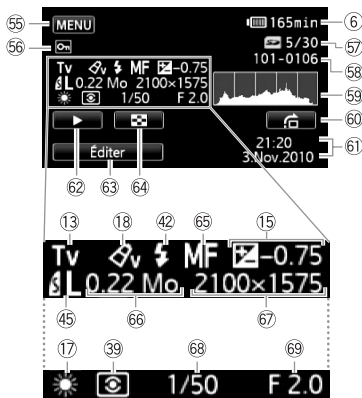 55 MENU 165min 6
56 5/30 57
101-0106 58
Tv v MF -0.75
L 0.22 Mo 2100×1575
1/50 F 2.0
59
60
Éditer 21:20 61
3.Nov.2010
62 63 64
13 18 42 65 15
Tv v MF -0.75
L 0.22 Mo 2100×1575
45 66 67
17 39 68 69
1/50 F 2.0